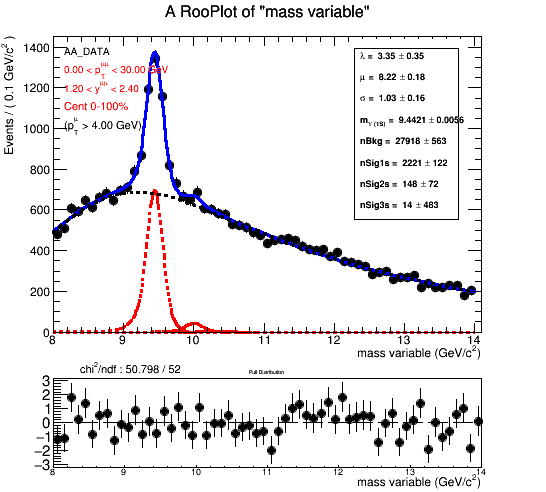 A RooPlot of "mass variable"
Events / ( 0.1 GeV/c² )
1400
1200
1000
800
600
400
200
0
AA_DATA
0.00 < p_T^μμ < 30.00 GeV
1.20 < y^μμ < 2.40
Cent 0-100%
(p_T^μ > 4.00 GeV)
λ = 3.35 ± 0.35
μ = 8.22 ± 0.18
σ = 1.03 ± 0.16
m_Υ (1S) = 9.4421 ± 0.0056
nBkg = 27918 ± 563
nSig1s = 2221 ± 122
nSig2s = 148 ± 72
nSig3s = 14 ± 483
8 9 10 11 12 13 14
mass variable (GeV/c²)
chi²/ndf : 50.798 / 52
Pull Distribution
3
2
1
0
−1
−2
−3
8 9 10 11 12 13 14
mass variable (GeV/c²)